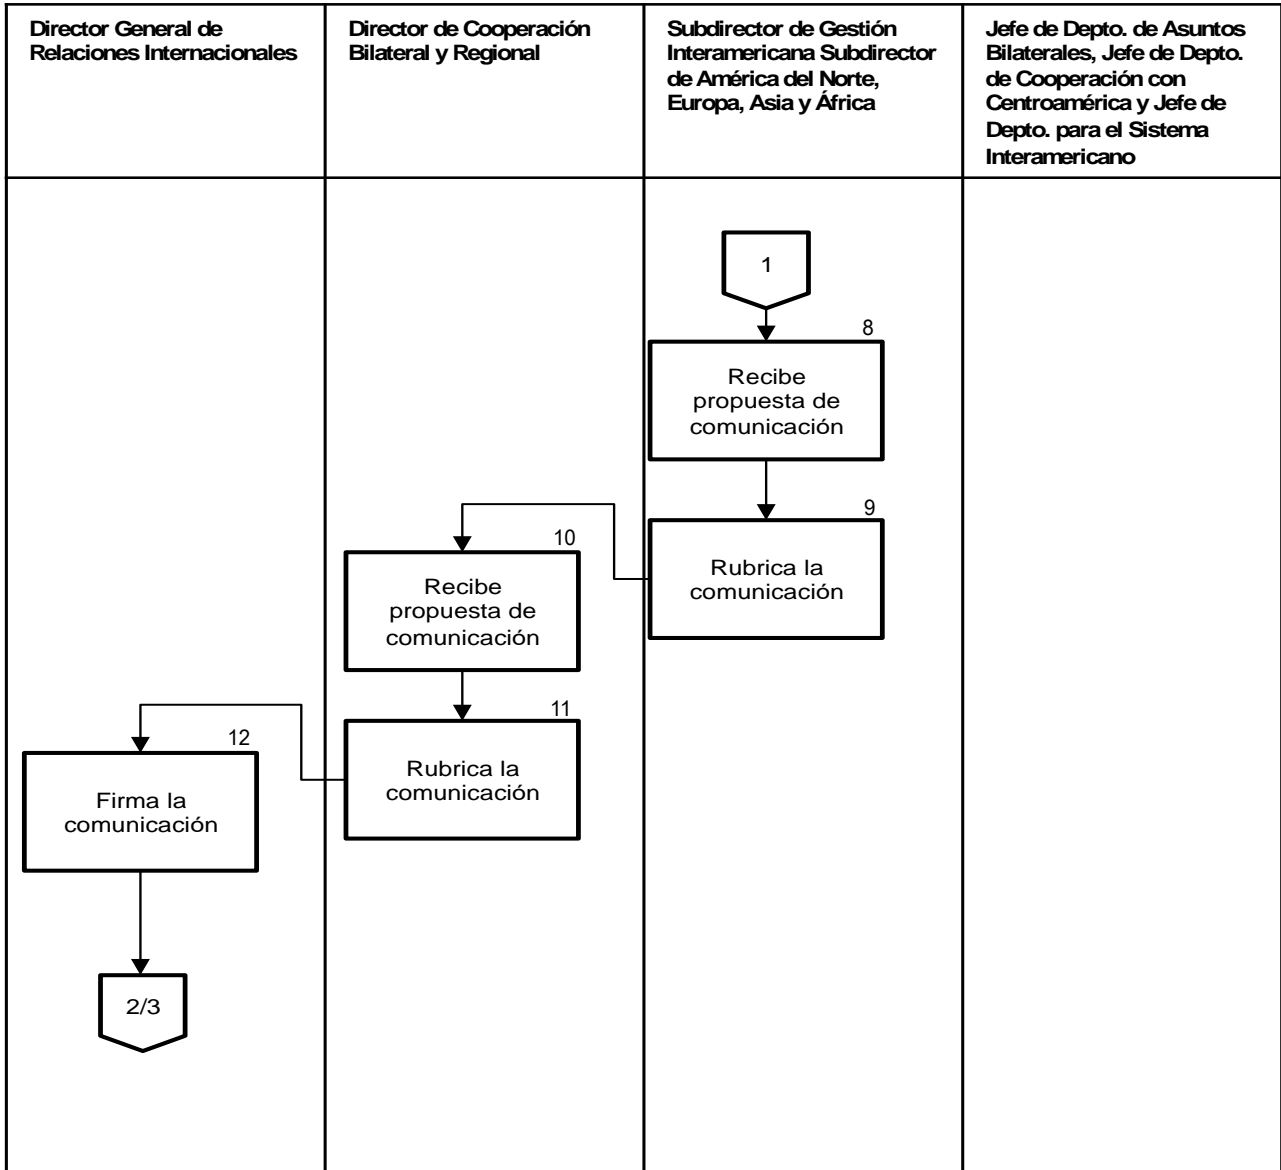 Director General de
Relaciones Internacionales
Director de Cooperación
Bilateral y Regional
Subdirector de Gestión
Interamericana Subdirector
de América del Norte,
Europa, Asia y África
Jefe de Depto. de Asuntos
Bilaterales, Jefe de Depto.
de Cooperación con
Centroamérica y Jefe de
Depto. para el Sistema
Interamericano
1
8
Recibe
propuesta de
comunicación
9
Rubrica la
comunicación
10
Recibe
propuesta de
comunicación
11
Rubrica la
comunicación
12
Firma la
comunicación
2/3